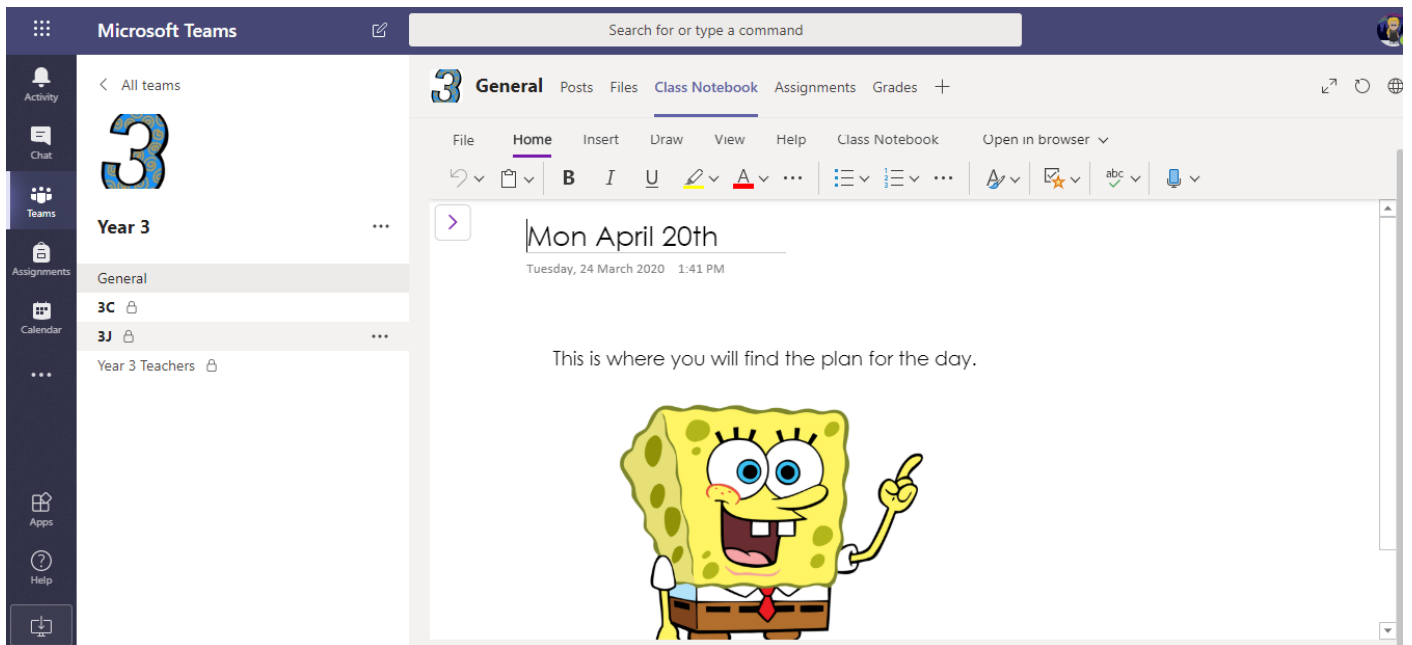 Microsoft Teams
Search for or type a command
Activity
Chat
Teams
Assignments
Calendar
Apps
Help
All teams
3
Year 3
General
3C
3J
Year 3 Teachers
3 General Posts Files Class Notebook Assignments Grades
File Home Insert Draw View Help Class Notebook Open in browser
B I U A abc
Mon April 20th
Tuesday, 24 March 2020 1:41 PM
This is where you will find the plan for the day.